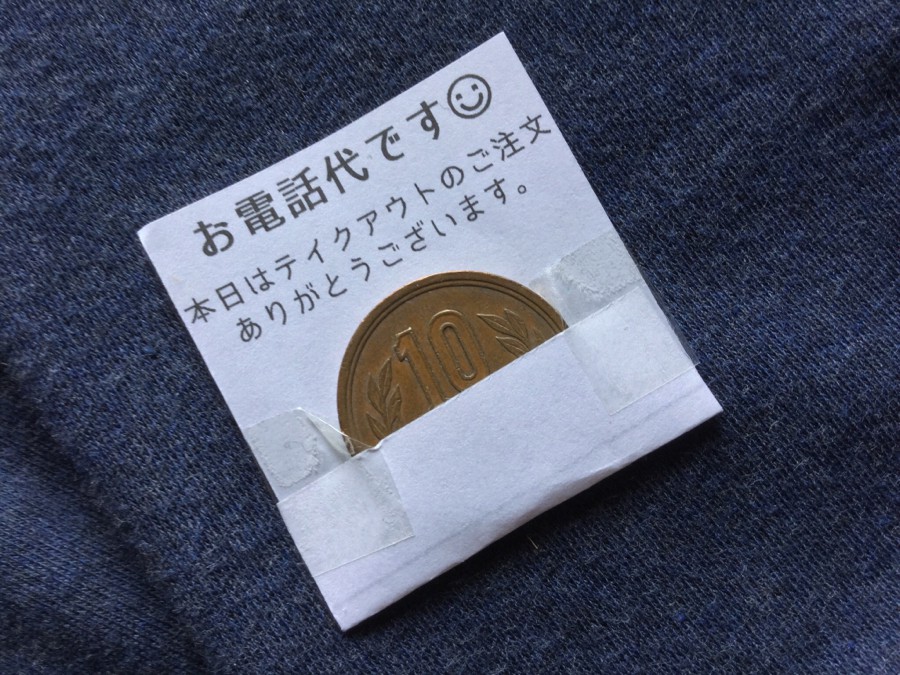 お電話代です☺
本日はテイクアウトのご注文
ありがとうございます。
10